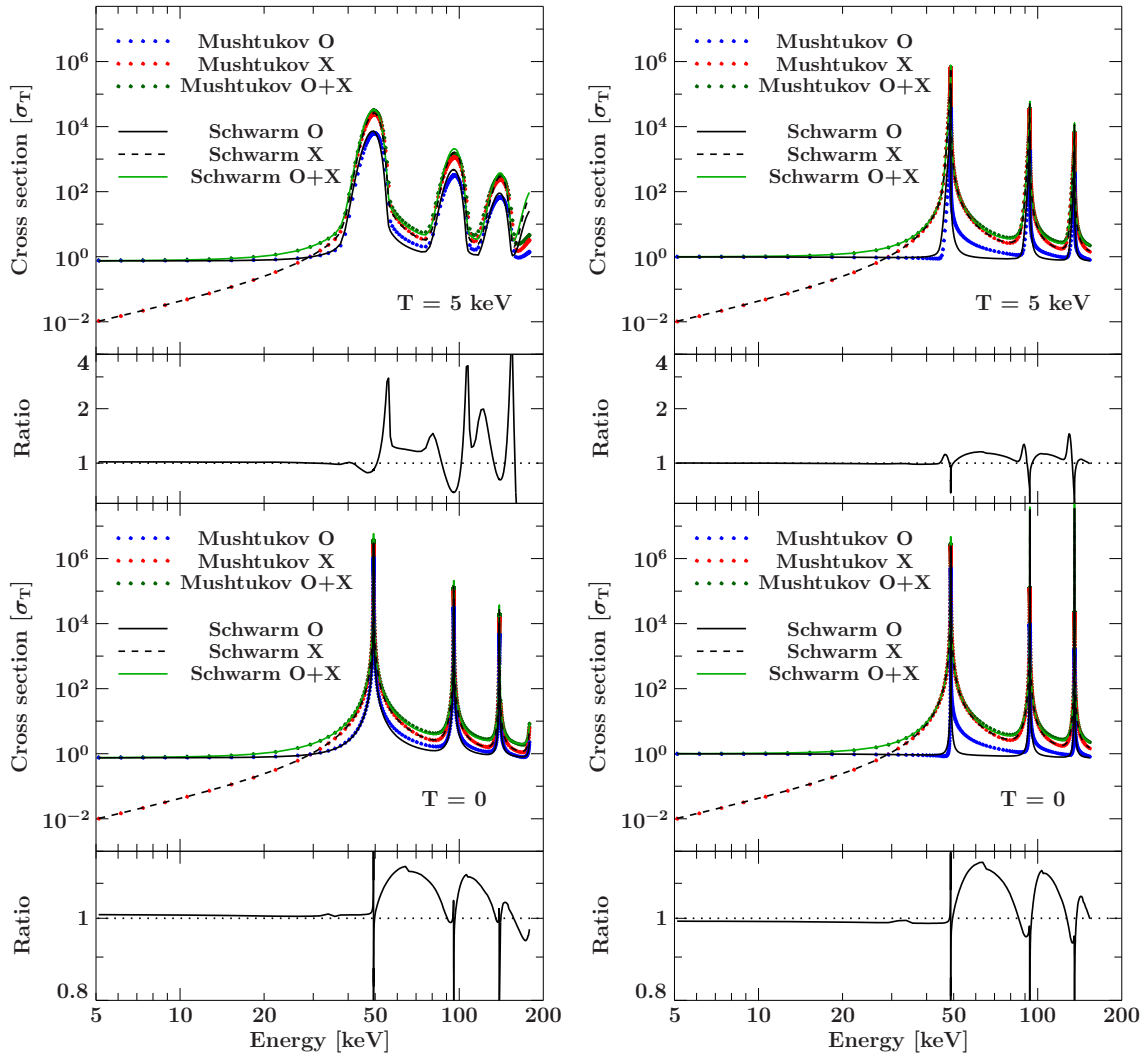 Mushtukov O
Mushtukov X
Mushtukov O+X
Schwarm O
Schwarm X
Schwarm O+X
T = 5 keV
Cross section [σT]
10^6
10^4
10^2
10^0
10^-2
Ratio
4
2
1
Mushtukov O
Mushtukov X
Mushtukov O+X
Schwarm O
Schwarm X
Schwarm O+X
T = 0
Cross section [σT]
10^6
10^4
10^2
10^0
10^-2
Ratio
1
0.8
5 10 20 50 100 200
Energy [keV]
Mushtukov O
Mushtukov X
Mushtukov O+X
Schwarm O
Schwarm X
Schwarm O+X
T = 5 keV
Cross section [σT]
10^6
10^4
10^2
10^0
10^-2
Ratio
4
2
1
Mushtukov O
Mushtukov X
Mushtukov O+X
Schwarm O
Schwarm X
Schwarm O+X
T = 0
Cross section [σT]
10^6
10^4
10^2
10^0
10^-2
Ratio
1
0.8
5 10 20 50 100 200
Energy [keV]